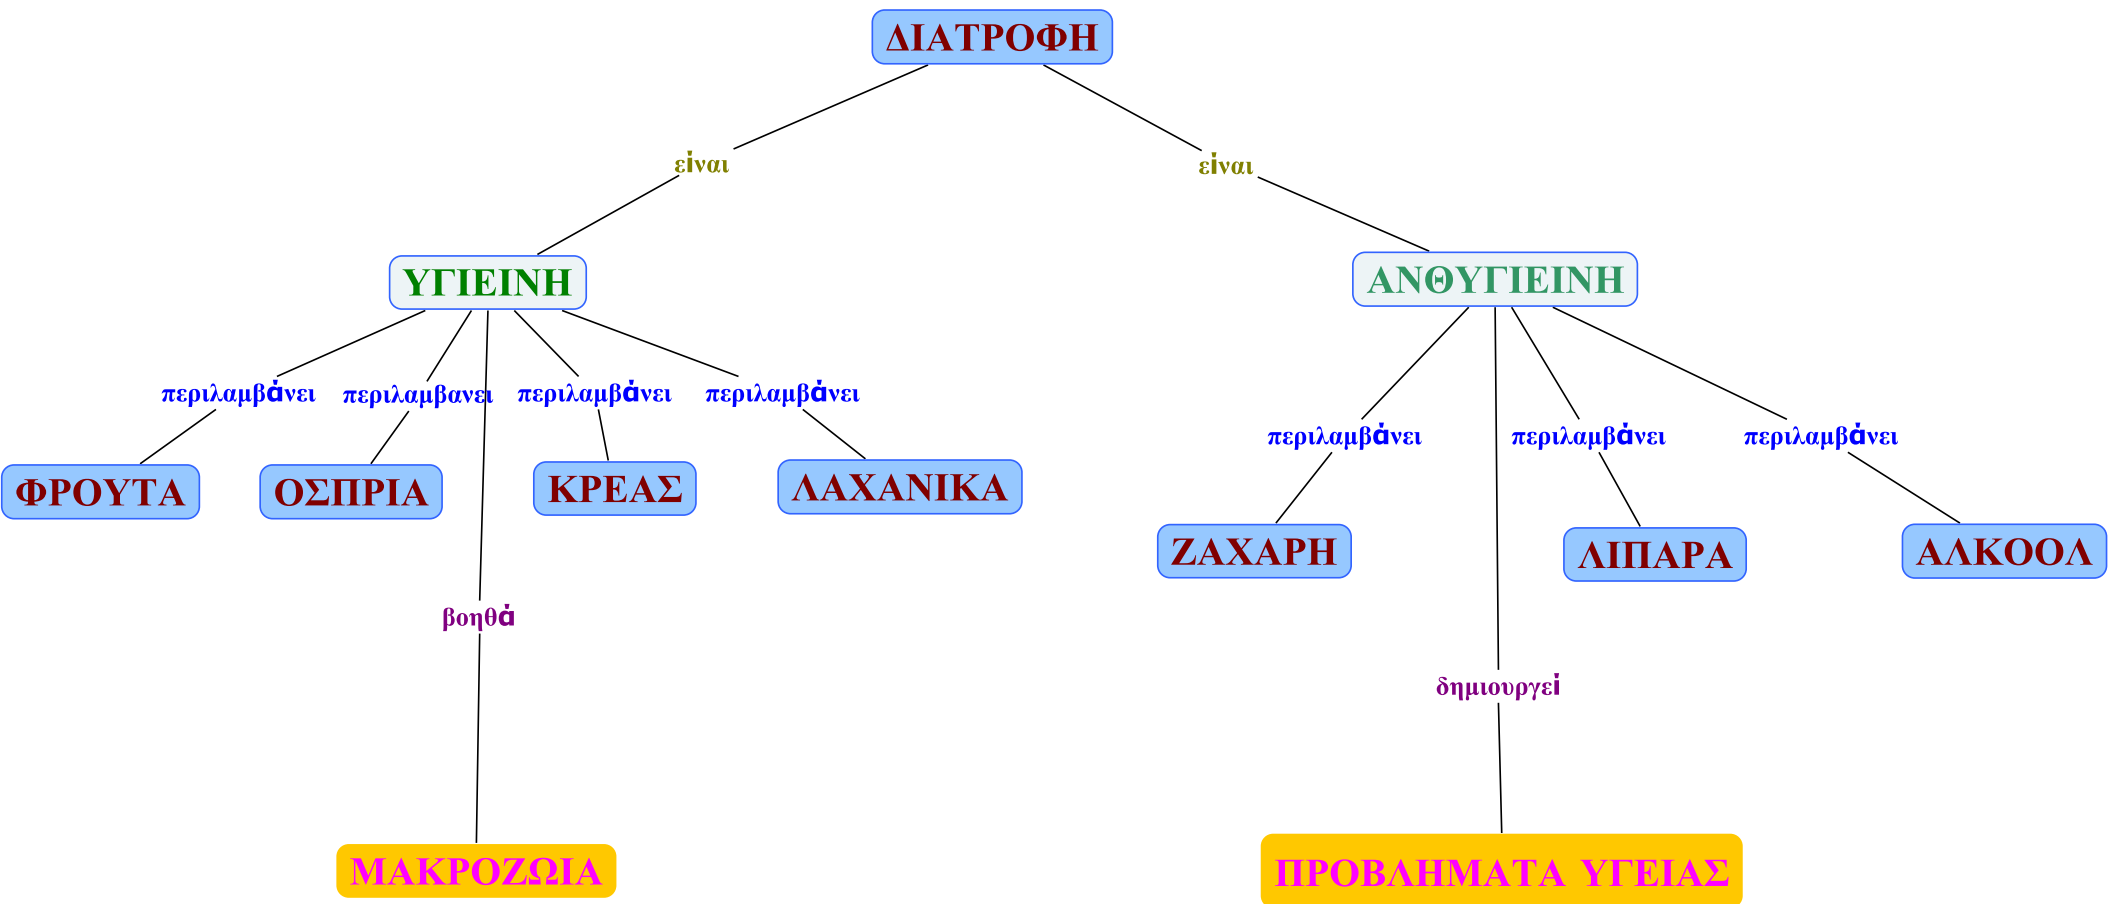 ΔΙΑΤΡΟΦΗ
είναι
είναι
ΥΓΙΕΙΝΗ
ΑΝΘΥΓΙΕΙΝΗ
περιλαμβάνει
περιλαμβανει
περιλαμβάνει
περιλαμβάνει
περιλαμβάνει
περιλαμβάνει
περιλαμβάνει
ΦΡΟΥΤΑ
ΟΣΠΡΙΑ
ΚΡΕΑΣ
ΛΑΧΑΝΙΚΑ
ΖΑΧΑΡΗ
ΛΙΠΑΡΑ
ΑΛΚΟΟΛ
βοηθά
δημιουργεί
ΜΑΚΡΟΖΩΙΑ
ΠΡΟΒΛΗΜΑΤΑ ΥΓΕΙΑΣ